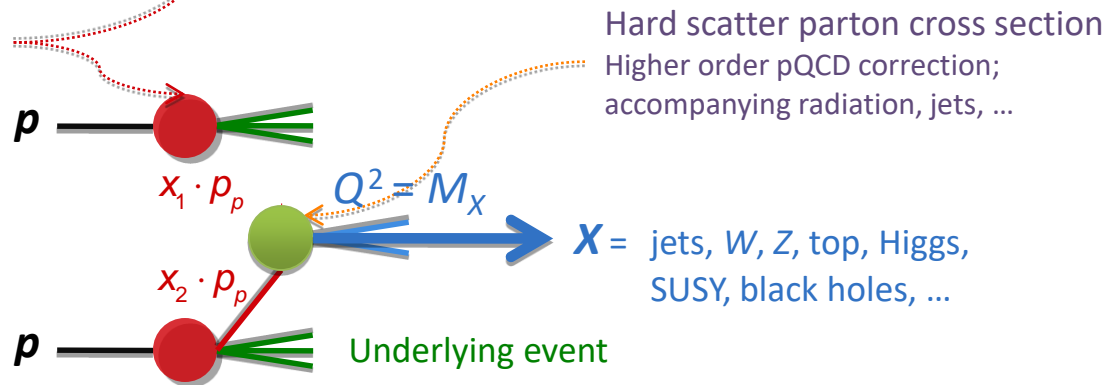 Hard scatter parton cross section
Higher order pQCD correction;
accompanying radiation, jets, …
p
x₁ · pₚ
Q² = M_X
X = jets, W, Z, top, Higgs,
SUSY, black holes, …
x₂ · pₚ
p
Underlying event